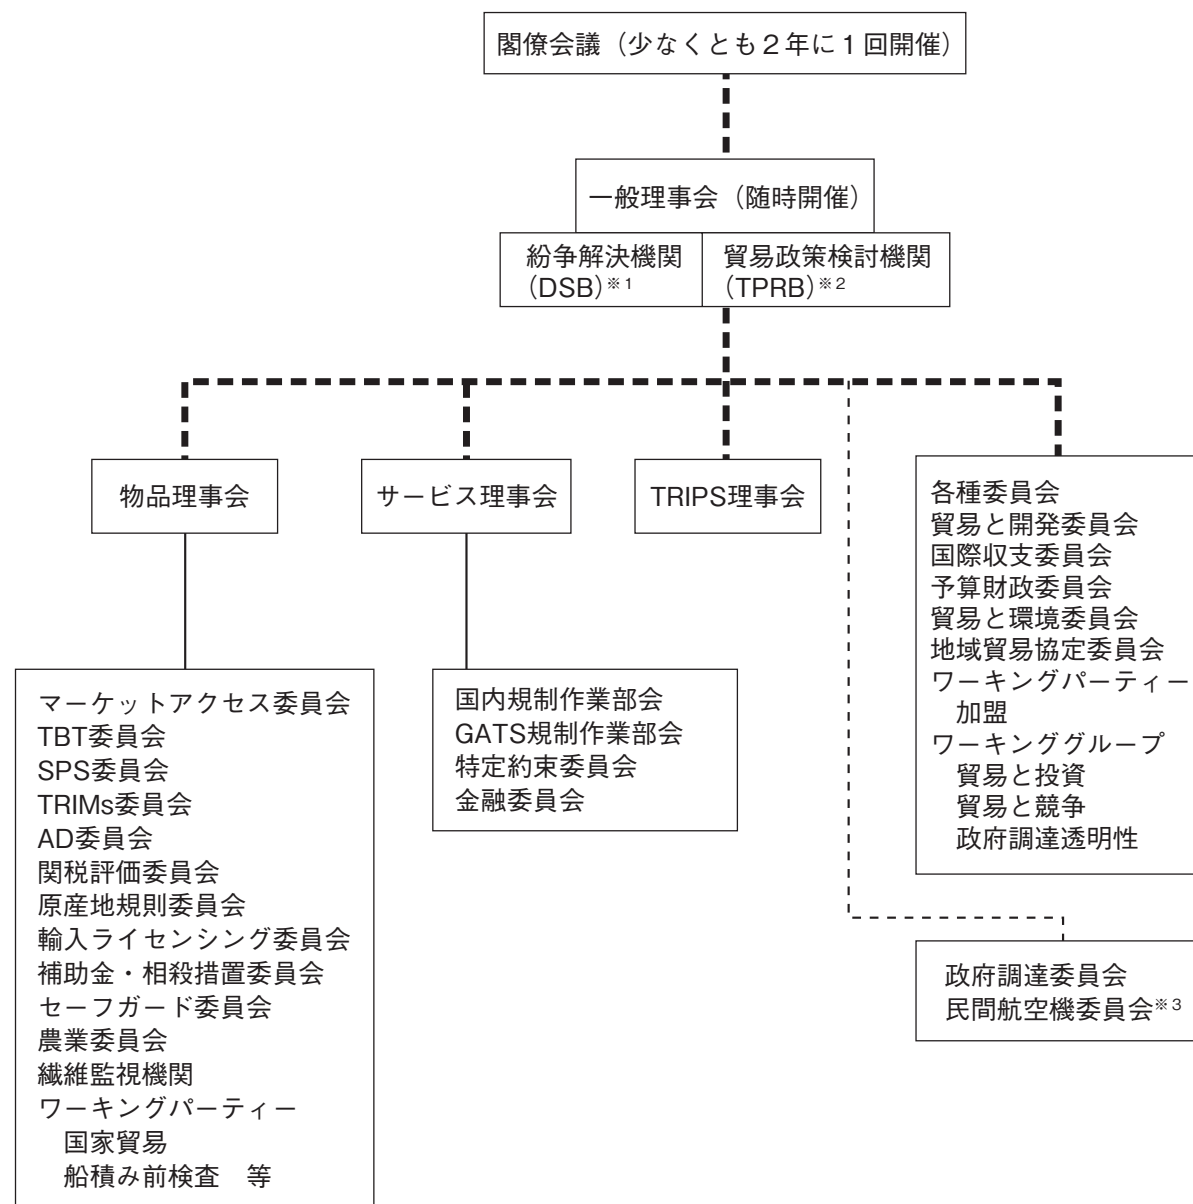 閣僚会議（少なくとも２年に１回開催）
一般理事会（随時開催）
紛争解決機関
(DSB)※1
貿易政策検討機関
(TPRB)※2
物品理事会
サービス理事会
TRIPS理事会
各種委員会
貿易と開発委員会
国際収支委員会
予算財政委員会
貿易と環境委員会
地域貿易協定委員会
ワーキングパーティー
加盟
ワーキンググループ
貿易と投資
貿易と競争
政府調達透明性
マーケットアクセス委員会
TBT委員会
SPS委員会
TRIMs委員会
AD委員会
関税評価委員会
原産地規則委員会
輸入ライセンシング委員会
補助金・相殺措置委員会
セーフガード委員会
農業委員会
繊維監視機関
ワーキングパーティー
国家貿易
船積み前検査　等
国内規制作業部会
GATS規制作業部会
特定約束委員会
金融委員会
政府調達委員会
民間航空機委員会※3